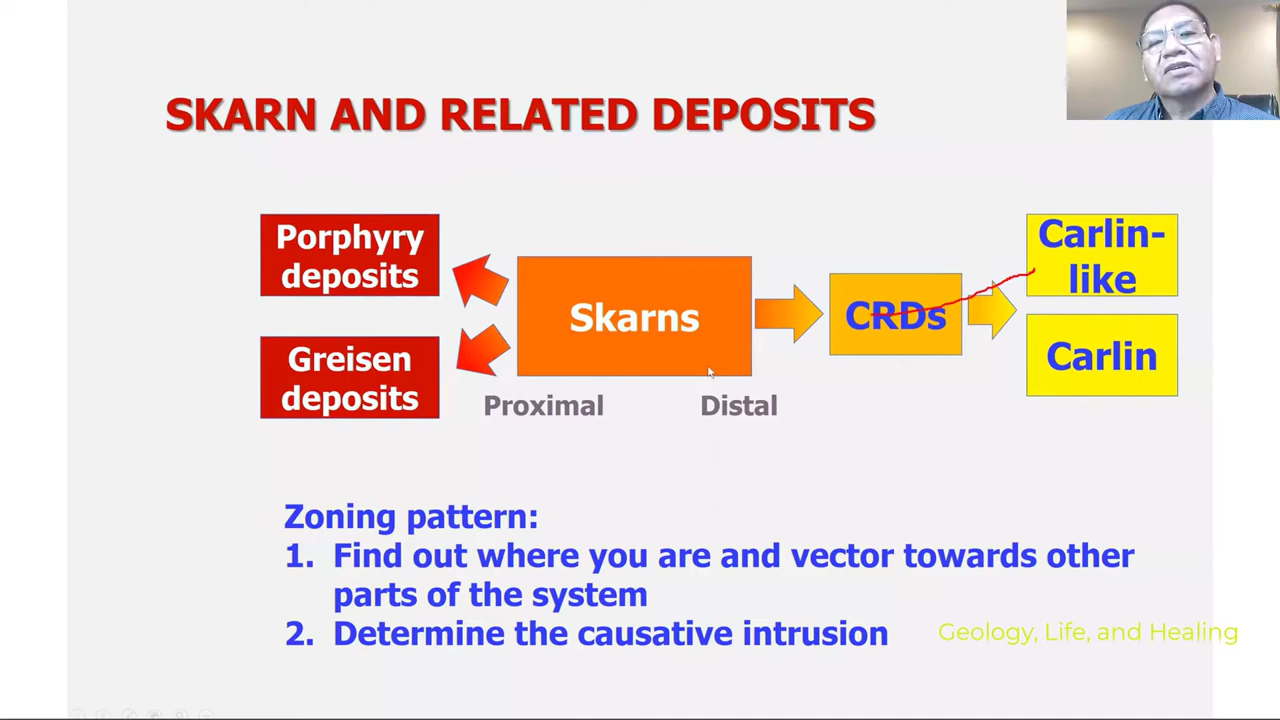 SKARN AND RELATED DEPOSITS
Porphyry
deposits
Greisen
deposits
Skarns
Proximal
Distal
CRDs
Carlin-
like
Carlin
Zoning pattern:
1. Find out where you are and vector towards other
parts of the system
2. Determine the causative intrusion
Geology, Life, and Healing